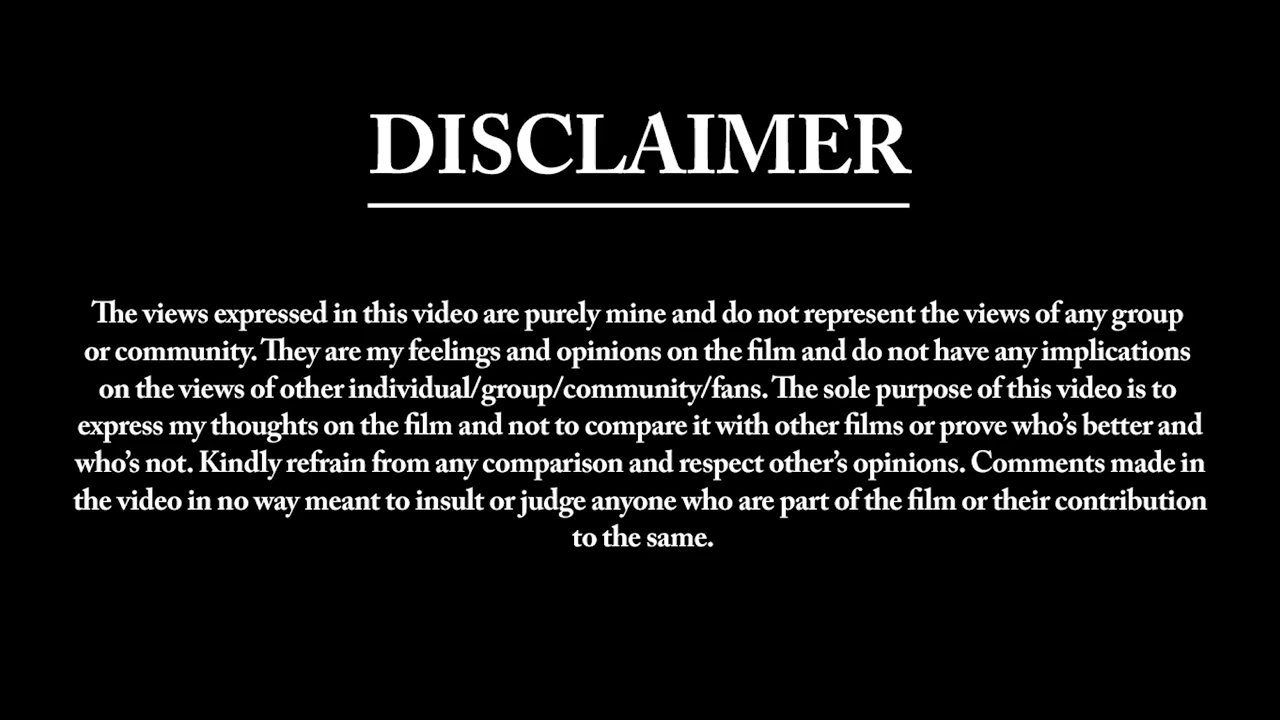 DISCLAIMER
The views expressed in this video are purely mine and do not represent the views of any group
or community. They are my feelings and opinions on the film and do not have any implications
on the views of other individual/group/community/fans. The sole purpose of this video is to
express my thoughts on the film and not to compare it with other films or prove who’s better and
who’s not. Kindly refrain from any comparison and respect other’s opinions. Comments made in
the video in no way meant to insult or judge anyone who are part of the film or their contribution
to the same.